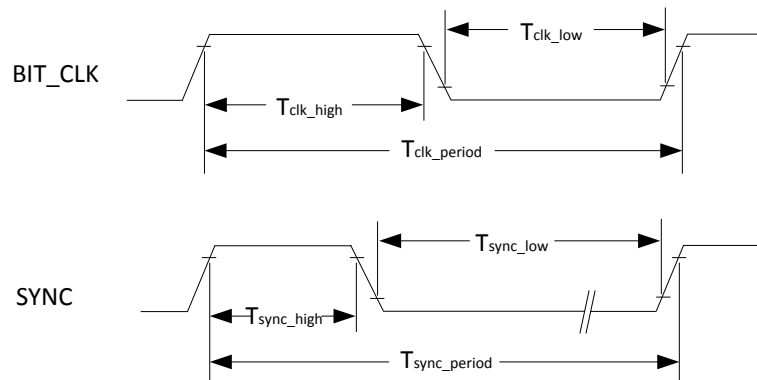 Tclk_low
BIT_CLK
Tclk_high
Tclk_period
Tsync_low
SYNC
Tsync_high
Tsync_period